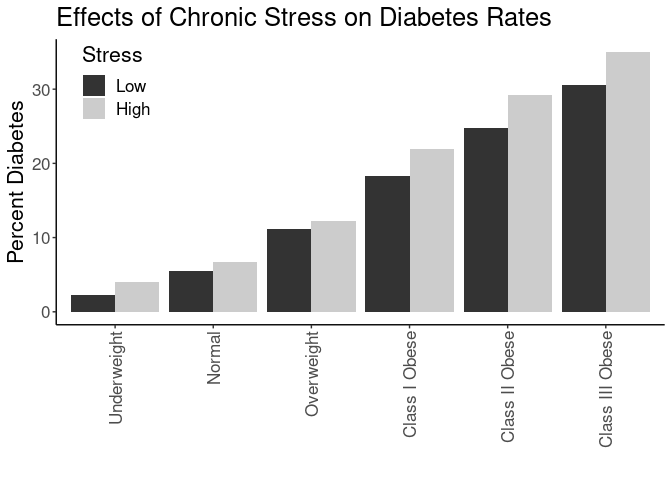 Effects of Chronic Stress on Diabetes Rates
Stress
Low
High
Percent Diabetes
30
20
10
0
Underweight
Normal
Overweight
Class I Obese
Class II Obese
Class III Obese